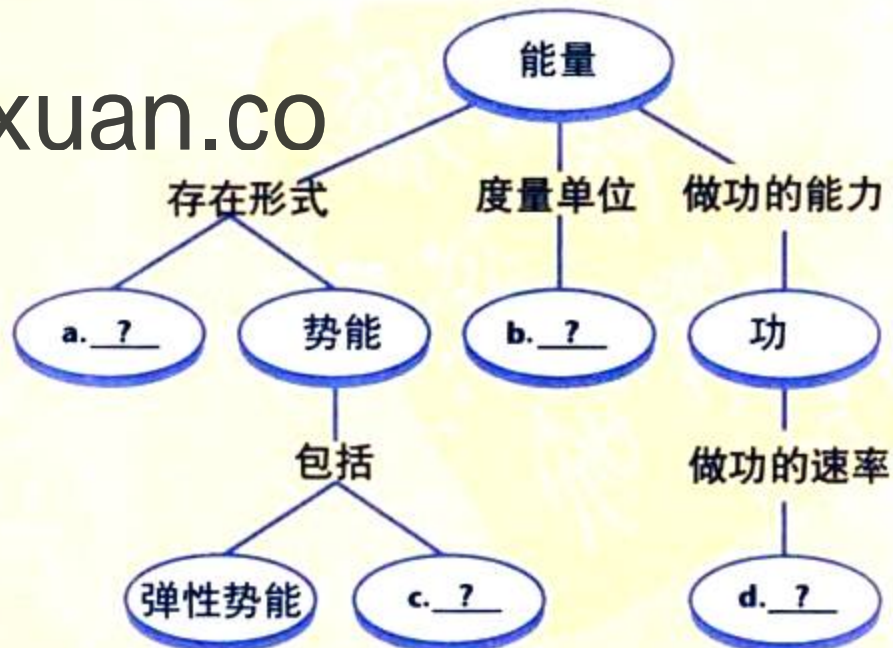 能量
xuan.co
存在形式 度量单位 做功的能力
a. ? 势能 b. ? 功
包括 做功的速率
弹性势能 c. ? d. ?